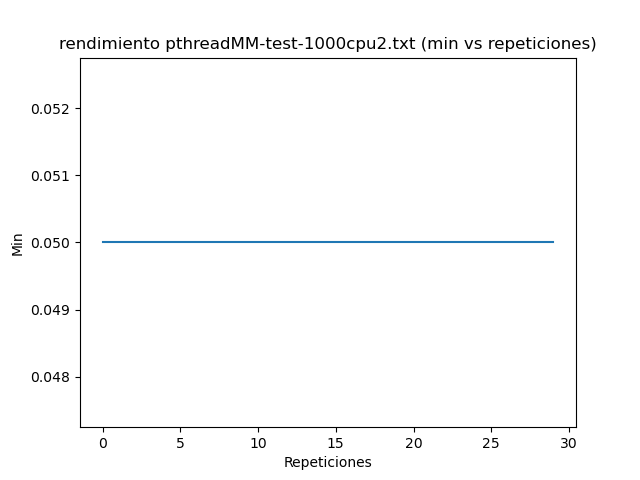 rendimiento pthreadMM-test-1000cpu2.txt (min vs repeticiones)
0.052
0.051
0.050
0.049
0.048
Min
0 5 10 15 20 25 30
Repeticiones